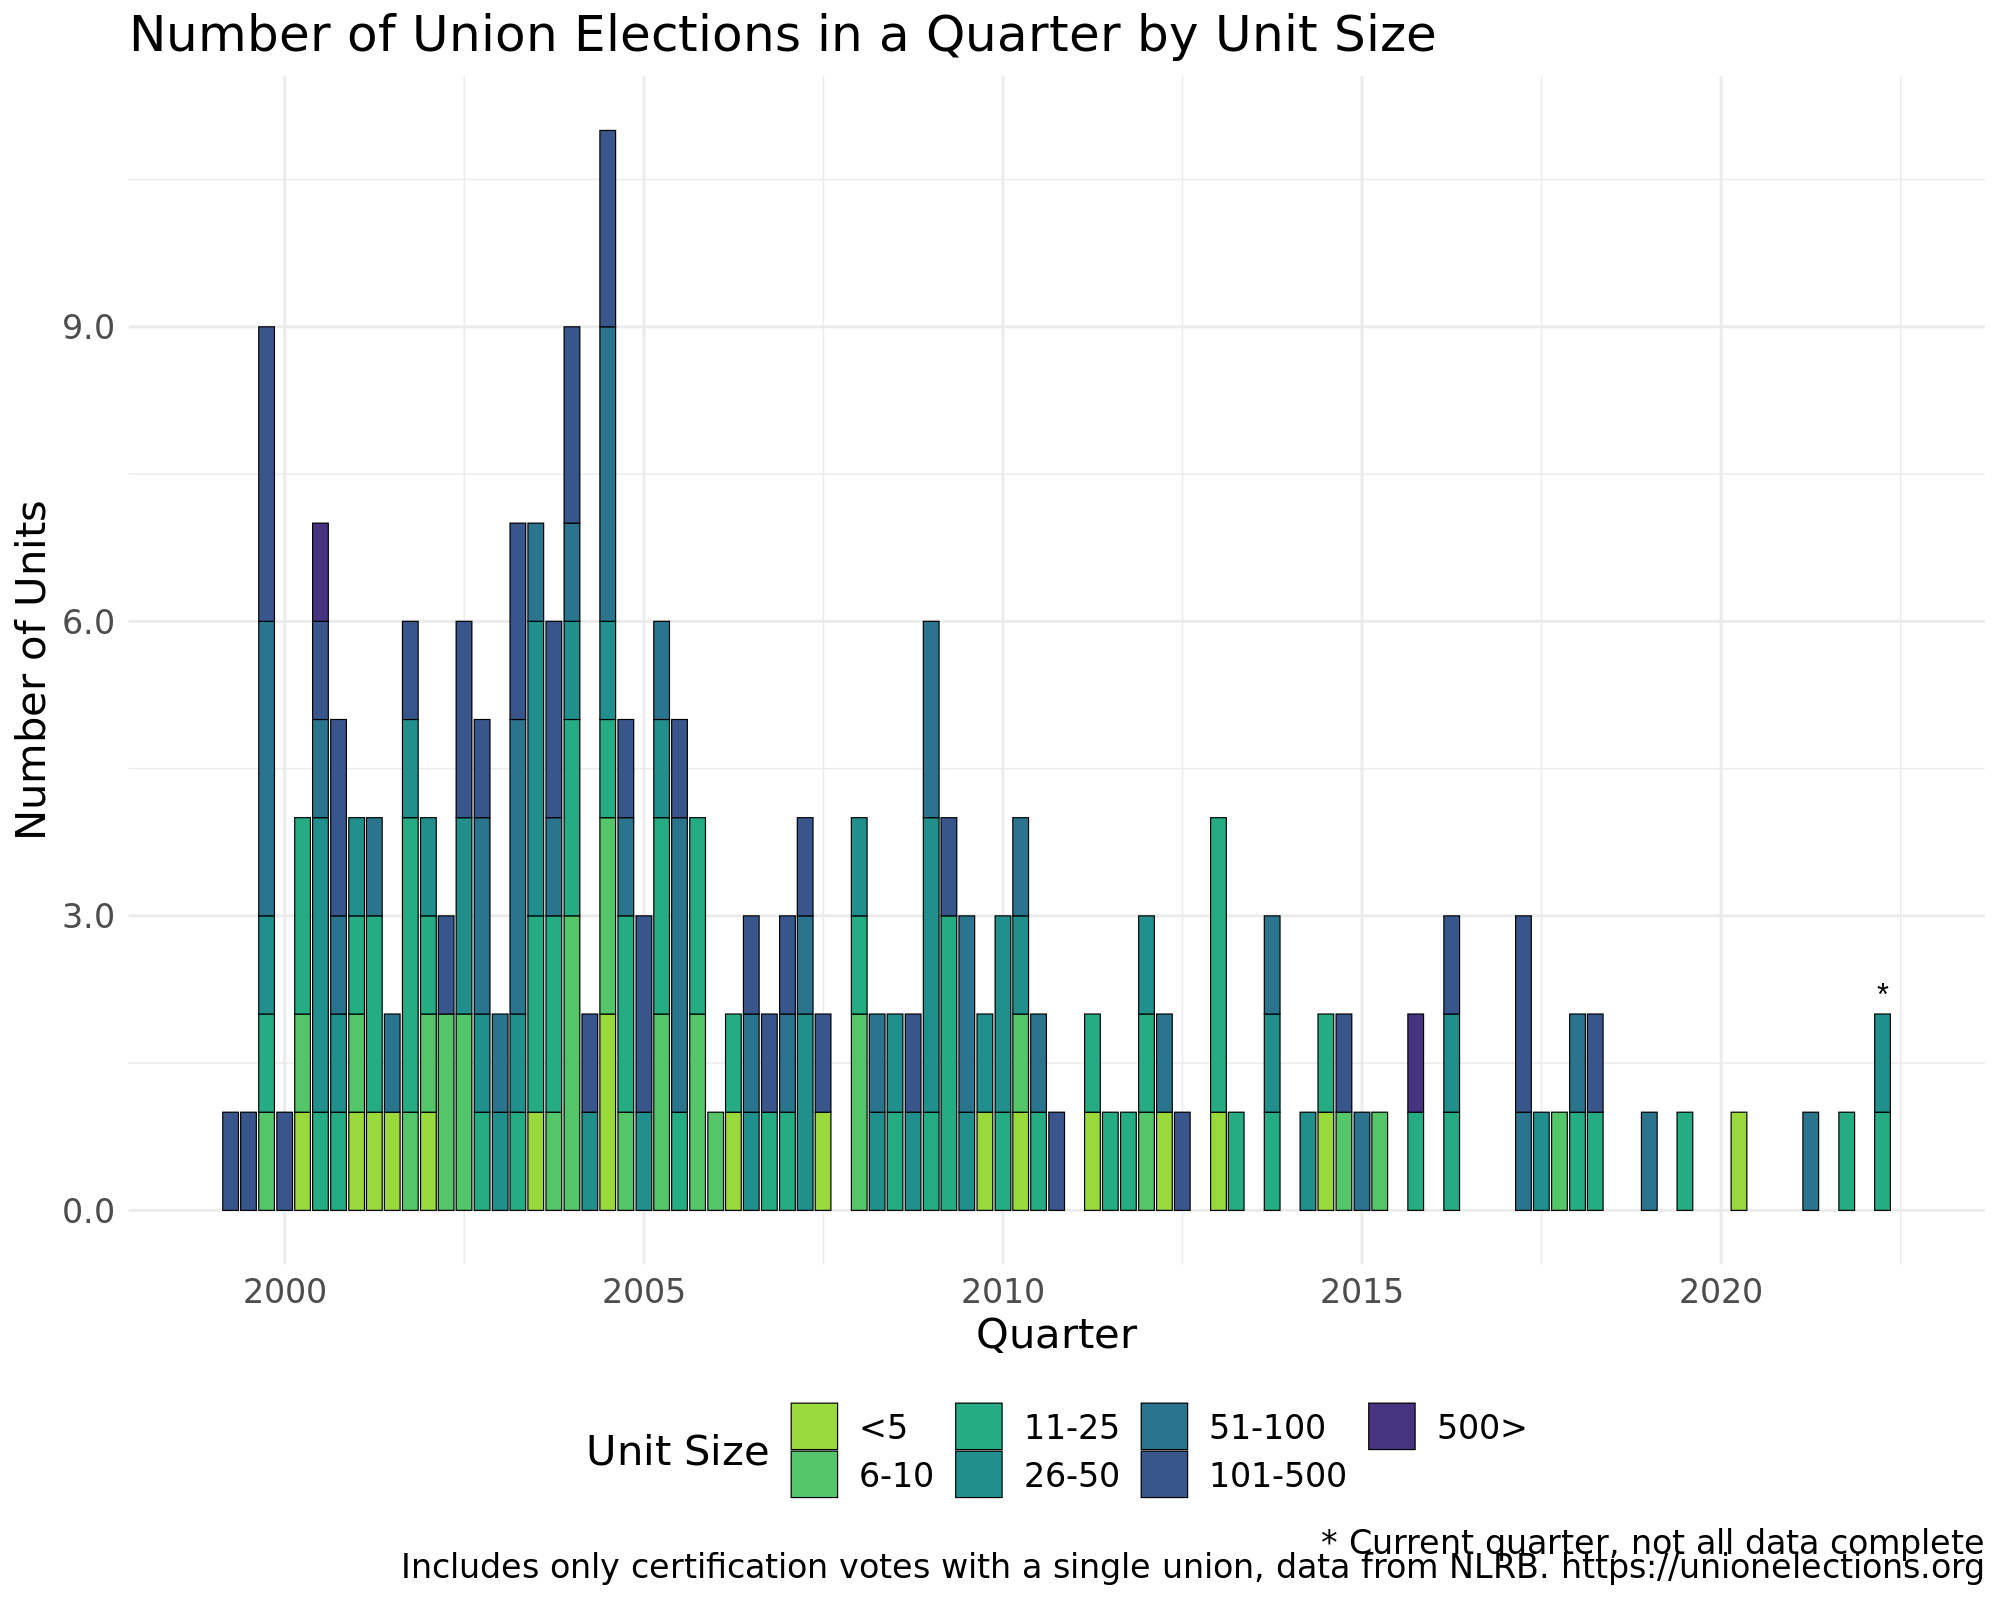 Number of Union Elections in a Quarter by Unit Size
Number of Units
9.0
6.0
3.0
0.0
*
2000 2005 2010 2015 2020
Quarter
Unit Size
<5 11-25 51-100 500>
6-10 26-50 101-500
* Current quarter, not all data complete
Includes only certification votes with a single union, data from NLRB. https://unionelections.org